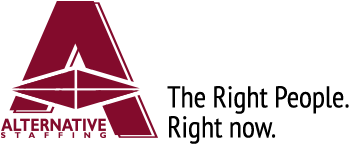 A
ALTERNATIVE
STAFFING
The Right People.
Right now.